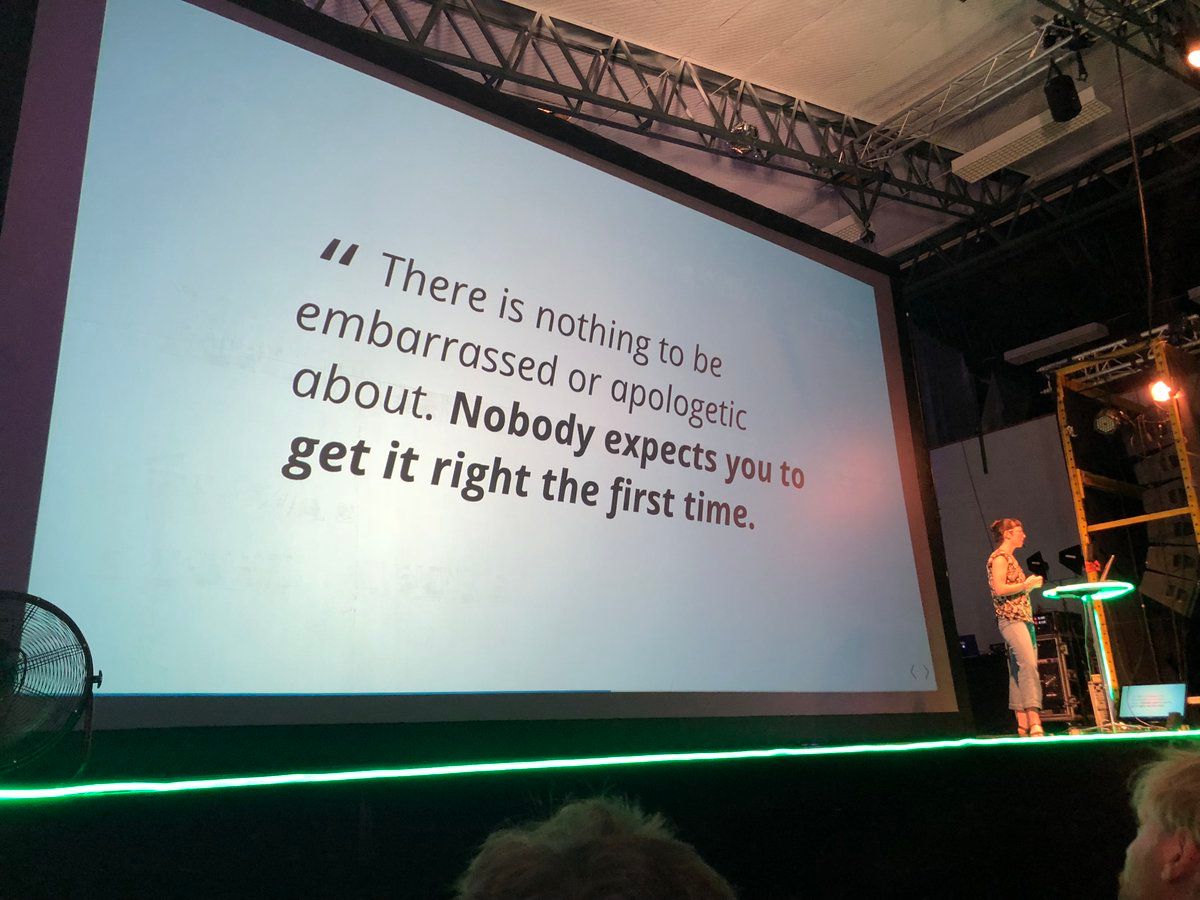 “ There is nothing to be
embarrassed or apologetic
about. Nobody expects you to
get it right the first time.